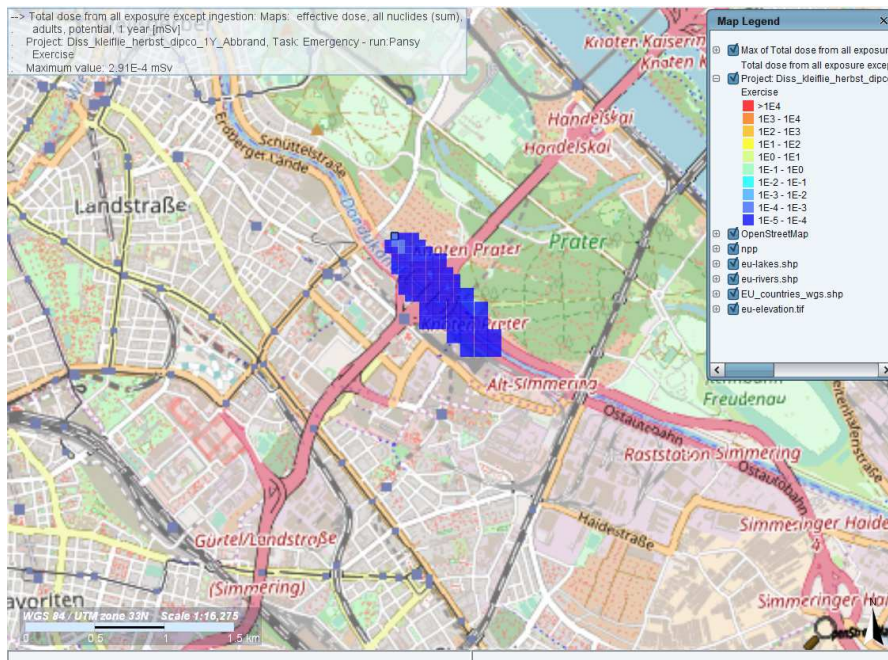 --> Total dose from all exposure except ingestion: Maps: effective dose, all nuclides (sum),
adults, potential, 1 year [mSv]
Project: Diss_kleiflie_herbst_dipco_1Y_Abbrand, Task: Emergency - run:Pansy
Exercise
Maximum value: 2,91E-4 mSv
Map Legend
Max of Total dose from all exposur
Total dose from all exposure excep
Project: Diss_kleiflie_herbst_dipco
Exercise
>1E4
1E3 - 1E4
1E2 - 1E3
1E1 - 1E2
1E0 - 1E1
1E-1 - 1E0
1E-2 - 1E-1
1E-3 - 1E-2
1E-4 - 1E-3
1E-5 - 1E-4
OpenStreetMap
npp
eu-lakes.shp
eu-rivers.shp
EU_countries_wgs.shp
eu-elevation.tif
Knoten Kaisern
Knoten K
Handelskai
Handelskai
Schüttelstraße
Erdberger Lände
Landstraße
Donaukan
Knoten Prater
Prater
Knoten Prater
Alt-Simmering
Freudenau
Ostautobahn
Raststation Simmering
Ostautobahn
Haidestraße
Simmeringer Haide
Gürtel/Landstraße
(Simmering)
Simmeringer Hai
avoriten
WGS 84 / UTM zone 33N Scale 1:16,275
0 0.5 1 1.5 km
N